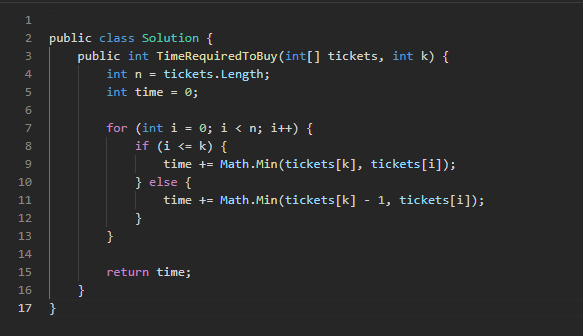 1
2 public class Solution {
3     public int TimeRequiredToBuy(int[] tickets, int k) {
4         int n = tickets.Length;
5         int time = 0;
6
7         for (int i = 0; i < n; i++) {
8             if (i <= k) {
9                 time += Math.Min(tickets[k], tickets[i]);
10             } else {
11                 time += Math.Min(tickets[k] - 1, tickets[i]);
12             }
13         }
14
15         return time;
16     }
17 }